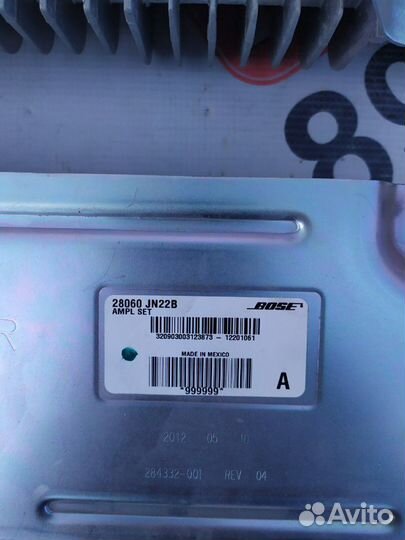 89
R
28060 JN22B
AMPL SET
BOSE
320903003123873 - 12201061
MADE IN MEXICO
*999999*
A
2012 05 10
284332-001 REV 04
Avito